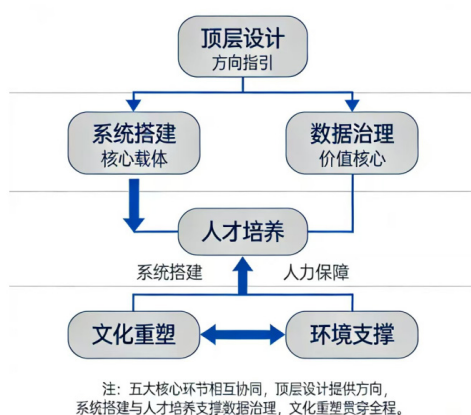 顶层设计
方向指引
系统搭建
核心载体
数据治理
价值核心
人才培养
系统搭建 人力保障
文化重塑
环境支撑
注：五大核心环节相互协同，顶层设计提供方向，
系统搭建与人才培养支撑数据治理，文化重塑贯穿全程。